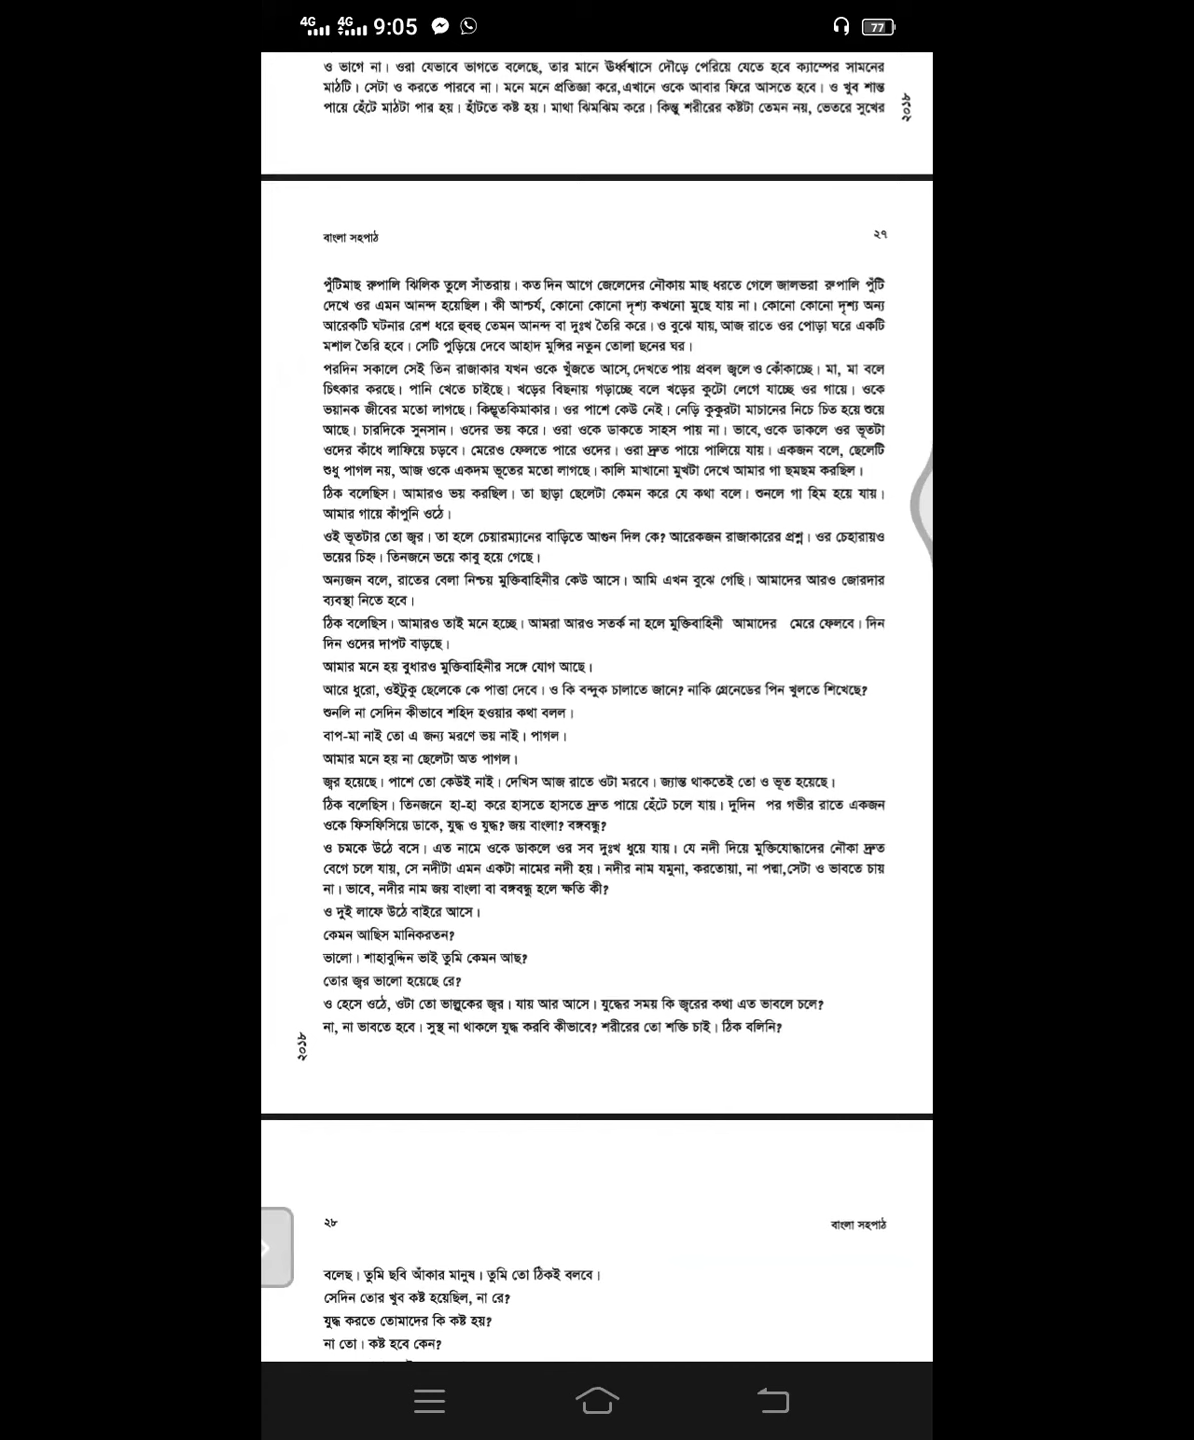 4G 4G 9:05 77
ও ভাগে না। ওরা যেভাবে ভাগতে বলেছে, তার মানে ঊর্ধ্বশ্বাসে দৌড়ে পেরিয়ে যেতে হবে ক্যাম্পের সামনের
মাঠটি। সেটা ও করতে পারবে না। মনে মনে প্রতিজ্ঞা করে,এখানে ওকে আবার ফিরে আসতে হবে। ও খুব শান্ত
পায়ে হেঁটে মাঠটা পার হয়। হাঁটতে কষ্ট হয়। মাথা ঝিমঝিম করে। কিন্তু শরীরের কষ্টটা তেমন নয়, ভেতরে সুখের
২০১৮
বাংলা সহপাঠ ২৭
পুঁটিমাছ রুপালি ঝিলিক তুলে সাঁতরায়। কত দিন আগে জেলেদের নৌকায় মাছ ধরতে গেলে জালভরা রুপালি পুঁটি
দেখে ওর এমন আনন্দ হয়েছিল। কী আশ্চর্য, কোনো কোনো দৃশ্য কখনো মুছে যায় না। কোনো কোনো দৃশ্য অন্য
আরেকটি ঘটনার রেশ ধরে হুবহু তেমন আনন্দ বা দুঃখ তৈরি করে। ও বুঝে যায়, আজ রাতে ওর পোড়া ঘরে একটি
মশাল তৈরি হবে। সেটি পুড়িয়ে দেবে আহাদ মুন্সির নতুন তোলা ছনের ঘর।
পরদিন সকালে সেই তিন রাজাকার যখন ওকে খুঁজতে আসে, দেখতে পায় প্রবল জ্বলে ও কোঁকাচ্ছে। মা, মা বলে
চিৎকার করছে। পানি খেতে চাইছে। খড়ের বিছনায় গড়াচ্ছে বলে খড়ের কুটো লেগে যাচ্ছে ওর গায়ে। ওকে
ভয়ানক জীবের মতো লাগছে। কিম্ভূতকিমাকার। ওর পাশে কেউ নেই। নেড়ি কুকুরটা মাচানের নিচে চিত হয়ে শুয়ে
আছে। চারদিকে সুনসান। ওদের ভয় করে। ওরা ওকে ডাকতে সাহস পায় না। ভাবে, ওকে ডাকলে ওর ভূতটা
ওদের কাঁধে লাফিয়ে চড়বে। মেরেও ফেলতে পারে ওদের। ওরা দ্রুত পায়ে পালিয়ে যায়। একজন বলে, ছেলেটি
শুধু পাগল নয়, আজ ওকে একদম ভূতের মতো লাগছে। কালি মাখানো মুখটা দেখে আমার গা ছমছম করছিল।
ঠিক বলেছিস। আমারও ভয় করছিল। তা ছাড়া ছেলেটা কেমন করে যে কথা বলে। শুনলে গা হিম হয়ে যায়।
আমার গায়ে কাঁপুনি ওঠে।
ওই ভূতটার তো জ্বর। তা হলে চেয়ারম্যানের বাড়িতে আগুন দিল কে? আরেকজন রাজাকারের প্রশ্ন। ওর চেহারায়ও
ভয়ের চিহ্ন। তিনজনে ভয়ে কাবু হয়ে গেছে।
অন্যজন বলে, রাতের বেলা নিশ্চয় মুক্তিবাহিনীর কেউ আসে। আমি এখন বুঝে গেছি। আমাদের আরও জোরদার
ব্যবস্থা নিতে হবে।
ঠিক বলেছিস। আমারও তাই মনে হচ্ছে। আমরা আরও সতর্ক না হলে মুক্তিবাহিনী আমাদের মেরে ফেলবে। দিন
দিন ওদের দাপট বাড়ছে।
আমার মনে হয় বুধারও মুক্তিবাহিনীর সঙ্গে যোগ আছে।
আরে ধুরো, ওইটুকু ছেলেকে কে পাত্তা দেবে। ও কি বন্দুক চালাতে জানে? নাকি গ্রেনেডের পিন খুলতে শিখেছে?
শুনলি না সেদিন কীভাবে শহিদ হওয়ার কথা বলল।
বাপ-মা নাই তো এ জন্য মরণে ভয় নাই। পাগল।
আমার মনে হয় না ছেলেটা অত পাগল।
জ্বর হয়েছে। পাশে তো কেউই নাই। দেখিস আজ রাতে ওটা মরবে। জ্যান্ত থাকতেই তো ও ভূত হয়েছে।
ঠিক বলেছিস। তিনজনে হা-হা করে হাসতে হাসতে দ্রুত পায়ে হেঁটে চলে যায়। দুদিন পর গভীর রাতে একজন
ওকে ফিসফিসিয়ে ডাকে, যুদ্ধ ও যুদ্ধ? জয় বাংলা? বঙ্গবন্ধু?
ও চমকে উঠে বসে। এত নামে ওকে ডাকলে ওর সব দুঃখ ধুয়ে যায়। যে নদী দিয়ে মুক্তিযোদ্ধাদের নৌকা দ্রুত
বেগে চলে যায়, সে নদীটা এমন একটা নামের নদী হয়। নদীর নাম যমুনা, করতোয়া, না পদ্মা,সেটা ও ভাবতে চায়
না। ভাবে, নদীর নাম জয় বাংলা বা বঙ্গবন্ধু হলে ক্ষতি কী?
ও দুই লাফে উঠে বাইরে আসে।
কেমন আছিস মানিকরতন?
ভালো। শাহাবুদ্দিন ভাই তুমি কেমন আছ?
তোর জ্বর ভালো হয়েছে রে?
ও হেসে ওঠে, ওটা তো ভাল্লুকের জ্বর। যায় আর আসে। যুদ্ধের সময় কি জ্বরের কথা এত ভাবলে চলে?
না, না ভাবতে হবে। সুস্থ না থাকলে যুদ্ধ করবি কীভাবে? শরীরের তো শক্তি চাই। ঠিক বলিনি?
২০১৮
২৮ বাংলা সহপাঠ
বলেছ। তুমি ছবি আঁকার মানুষ। তুমি তো ঠিকই বলবে।
সেদিন তোর খুব কষ্ট হয়েছিল, না রে?
যুদ্ধ করতে তোমাদের কি কষ্ট হয়?
না তো। কষ্ট হবে কেন?